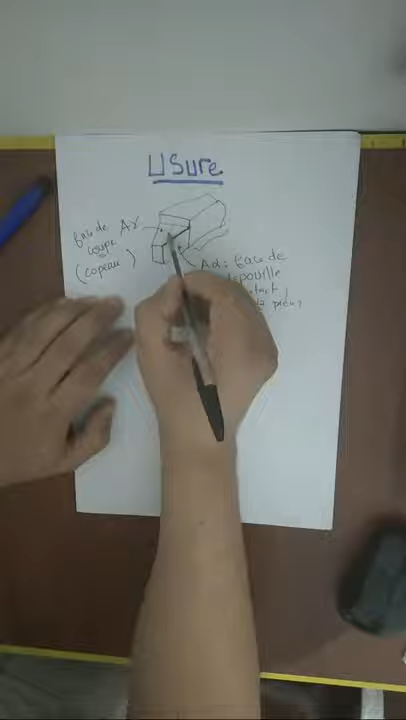 USure
face de Aγ
coupe
(copeau)
Aα : face de
dépouille